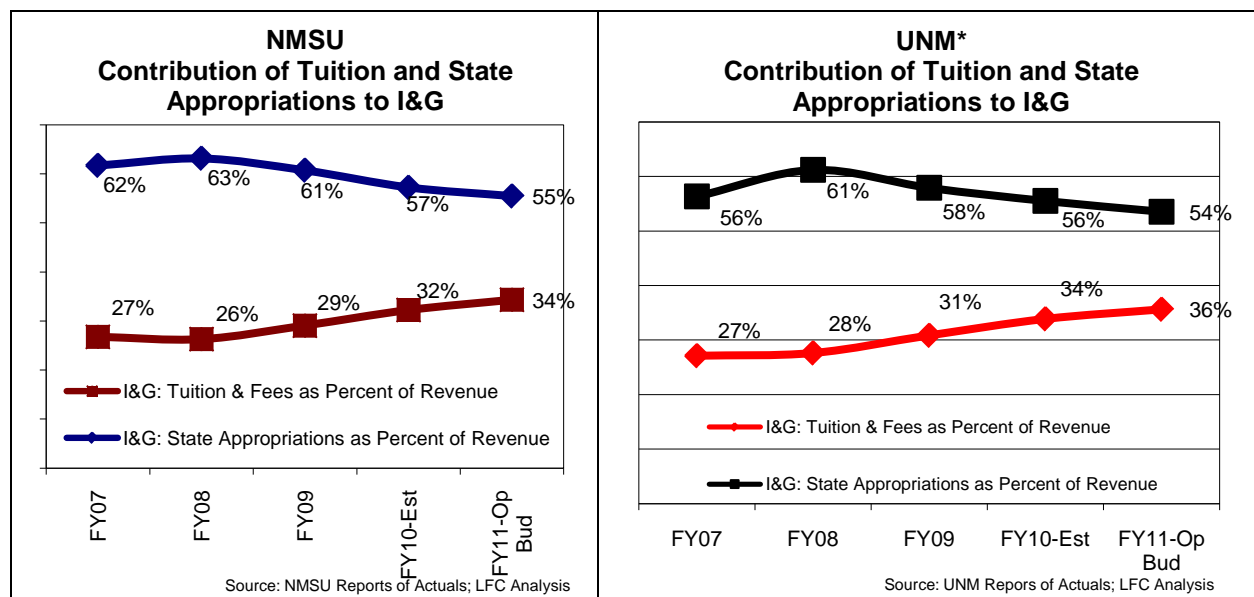 NMSU
Contribution of Tuition and State
Appropriations to I&G
62%
63%
61%
57%
55%
27%
26%
29%
32%
34%
I&G: Tuition & Fees as Percent of Revenue
I&G: State Appropriations as Percent of Revenue
FY07
FY08
FY09
FY10-Est
FY11-Op
Bud
Source: NMSU Reports of Actuals; LFC Analysis
UNM*
Contribution of Tuition and State
Appropriations to I&G
56%
61%
58%
56%
54%
27%
28%
31%
34%
36%
I&G: Tuition & Fees as Percent of Revenue
I&G: State Appropriations as Percent of Revenue
FY07
FY08
FY09
FY10-Est
FY11-Op
Bud
Source: UNM Repors of Actuals; LFC Analysis